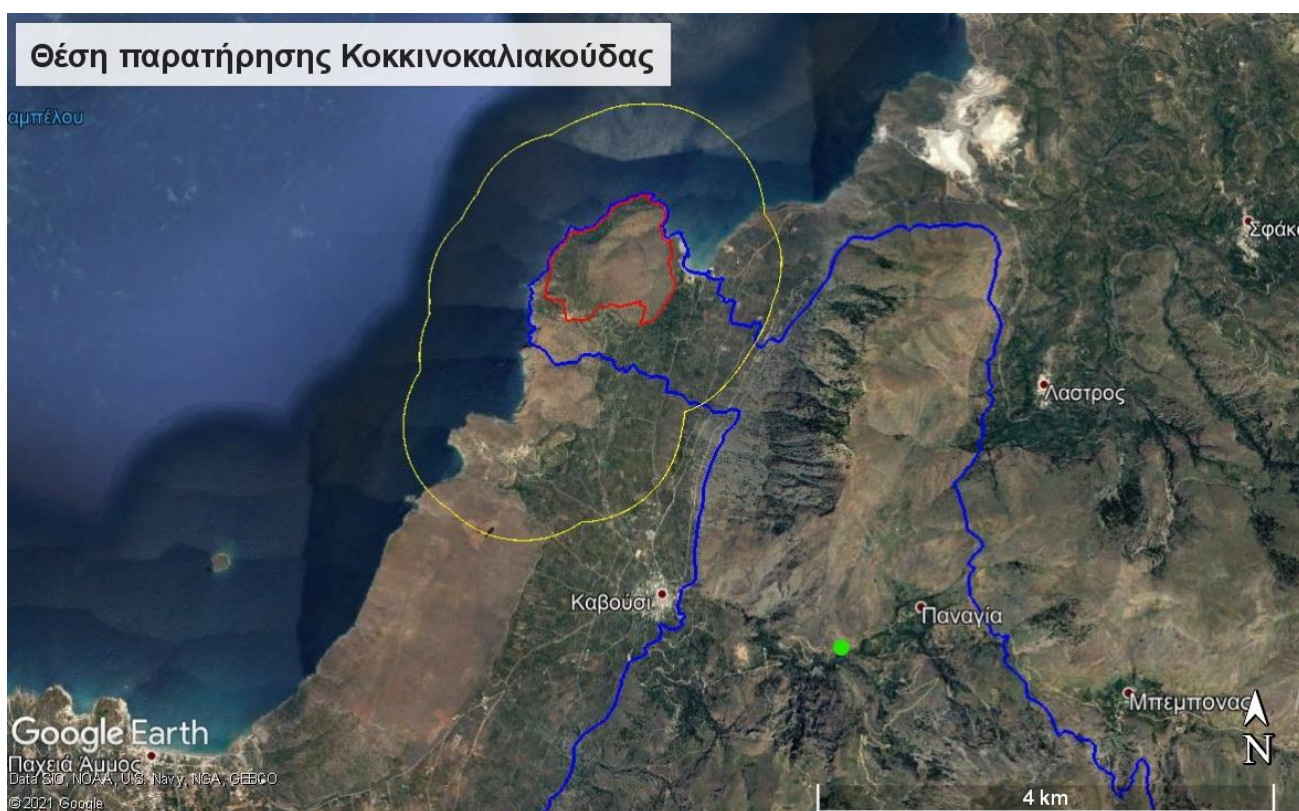 Θέση παρατήρησης Κοκκινοκαλιακούδας
αμπέλου
Σφάκα
Λαστρος
Καβούσι
Παναγία
Μπεμπονας
N
Google Earth
Παχειά Άμμος
Data SIO, NOAA, U.S. Navy, NGA, GEBCO
© 2021 Google
4 km